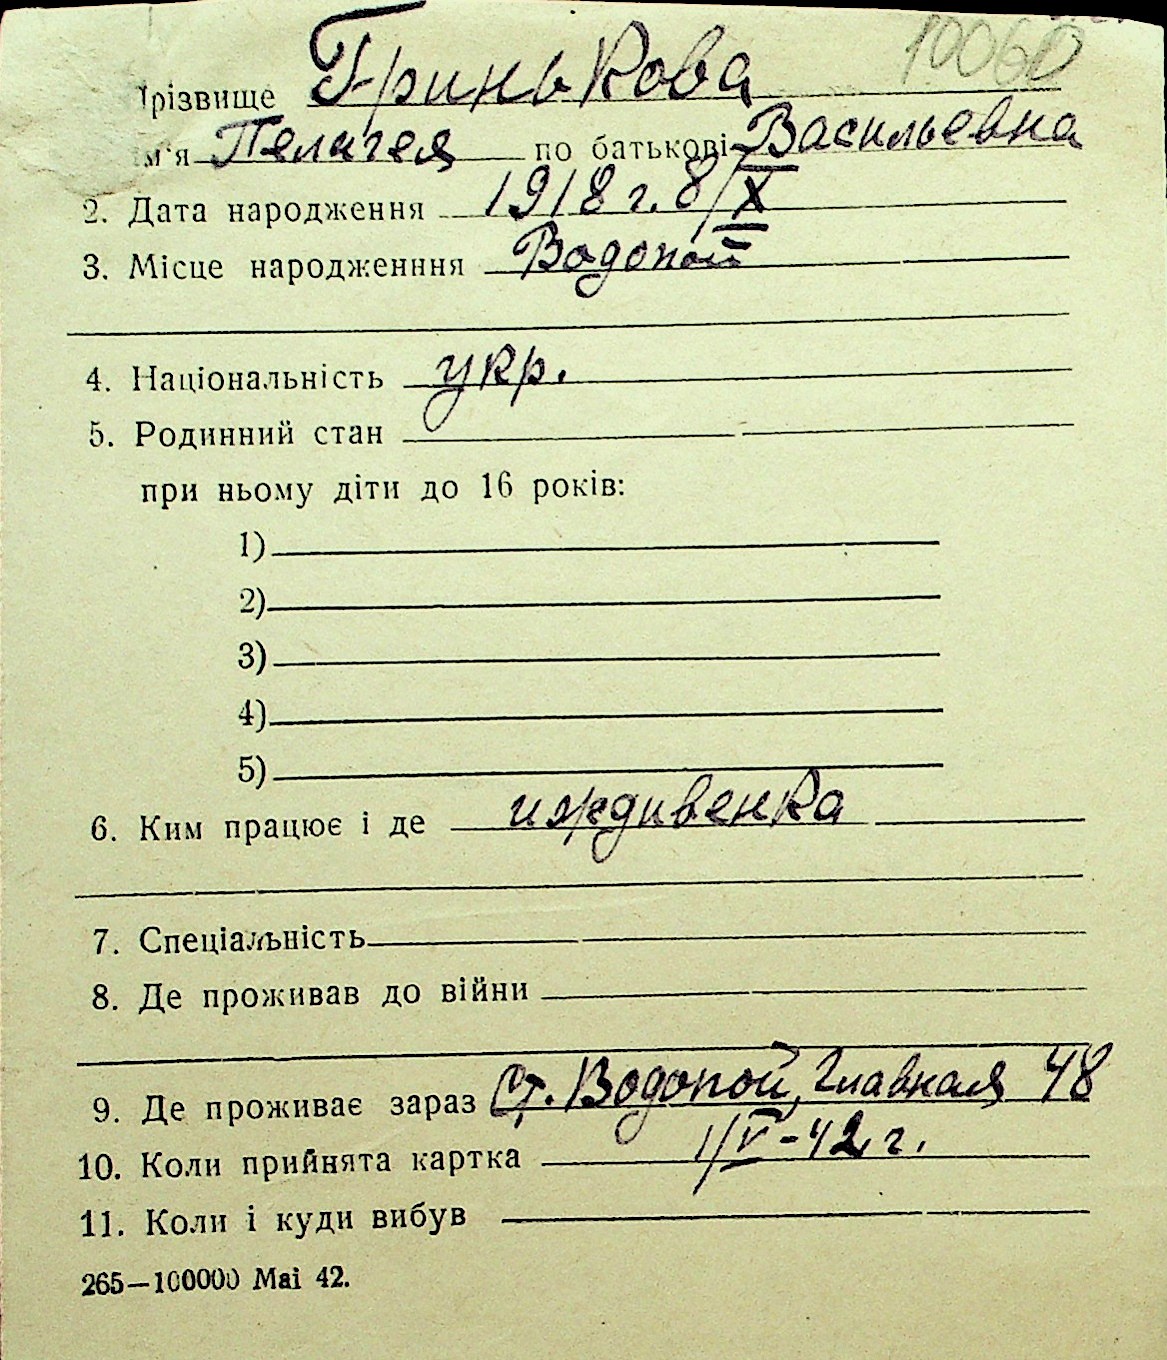 10060
різвище Гринькова
м'я Пелагея по батькові Васильевна
2. Дата народження 1918 г. 8/X
3. Місце народженння Водопой
4. Національність укр.
5. Родинний стан
при ньому діти до 16 років:
1)
2)
3)
4)
5)
6. Ким працює і де иждивенка
7. Спеціальність
8. Де проживав до війни
9. Де проживає зараз Ст. Водопой, Главная 48
10. Коли прийнята картка 1/V-42 г.
11. Коли і куди вибув
265—100000 Mai 42.